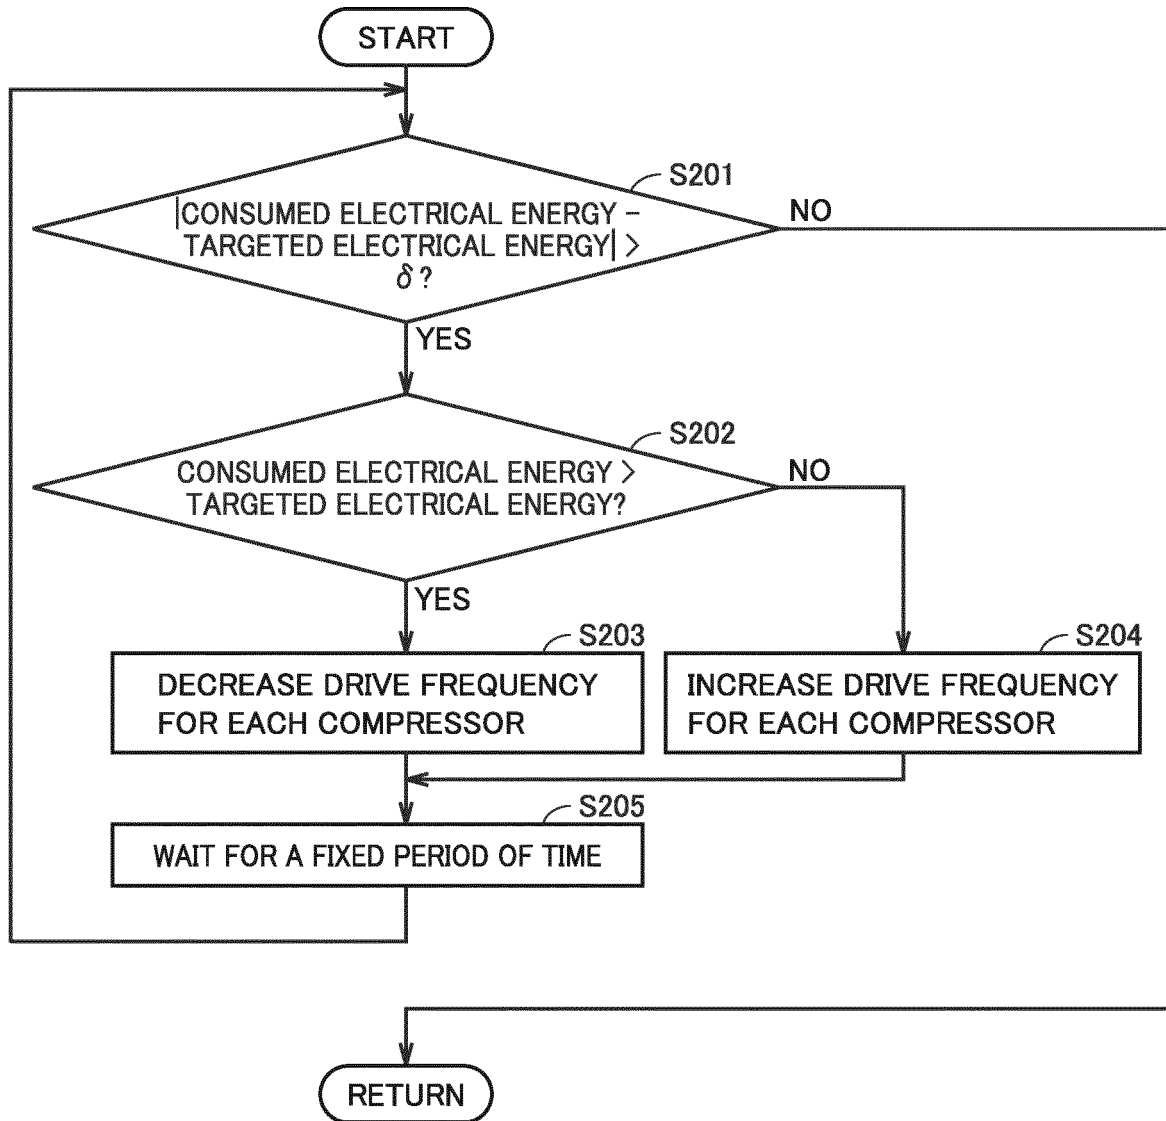 START
S201
|CONSUMED ELECTRICAL ENERGY –
TARGETED ELECTRICAL ENERGY| >
δ?
NO
YES
S202
CONSUMED ELECTRICAL ENERGY >
TARGETED ELECTRICAL ENERGY?
NO
YES
S203
DECREASE DRIVE FREQUENCY
FOR EACH COMPRESSOR
S204
INCREASE DRIVE FREQUENCY
FOR EACH COMPRESSOR
S205
WAIT FOR A FIXED PERIOD OF TIME
RETURN